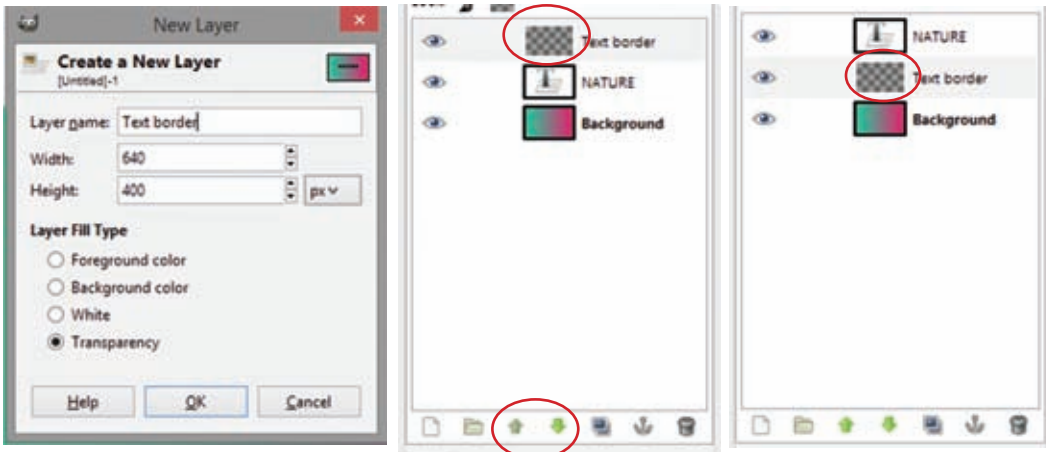 New Layer
Create a New Layer
[Untitled]-1
Layer name: Text border
Width: 640
Height: 400 px
Layer Fill Type
Foreground color
Background color
White
Transparency
Help OK Cancel
Text border
NATURE
Background
NATURE
Text border
Background